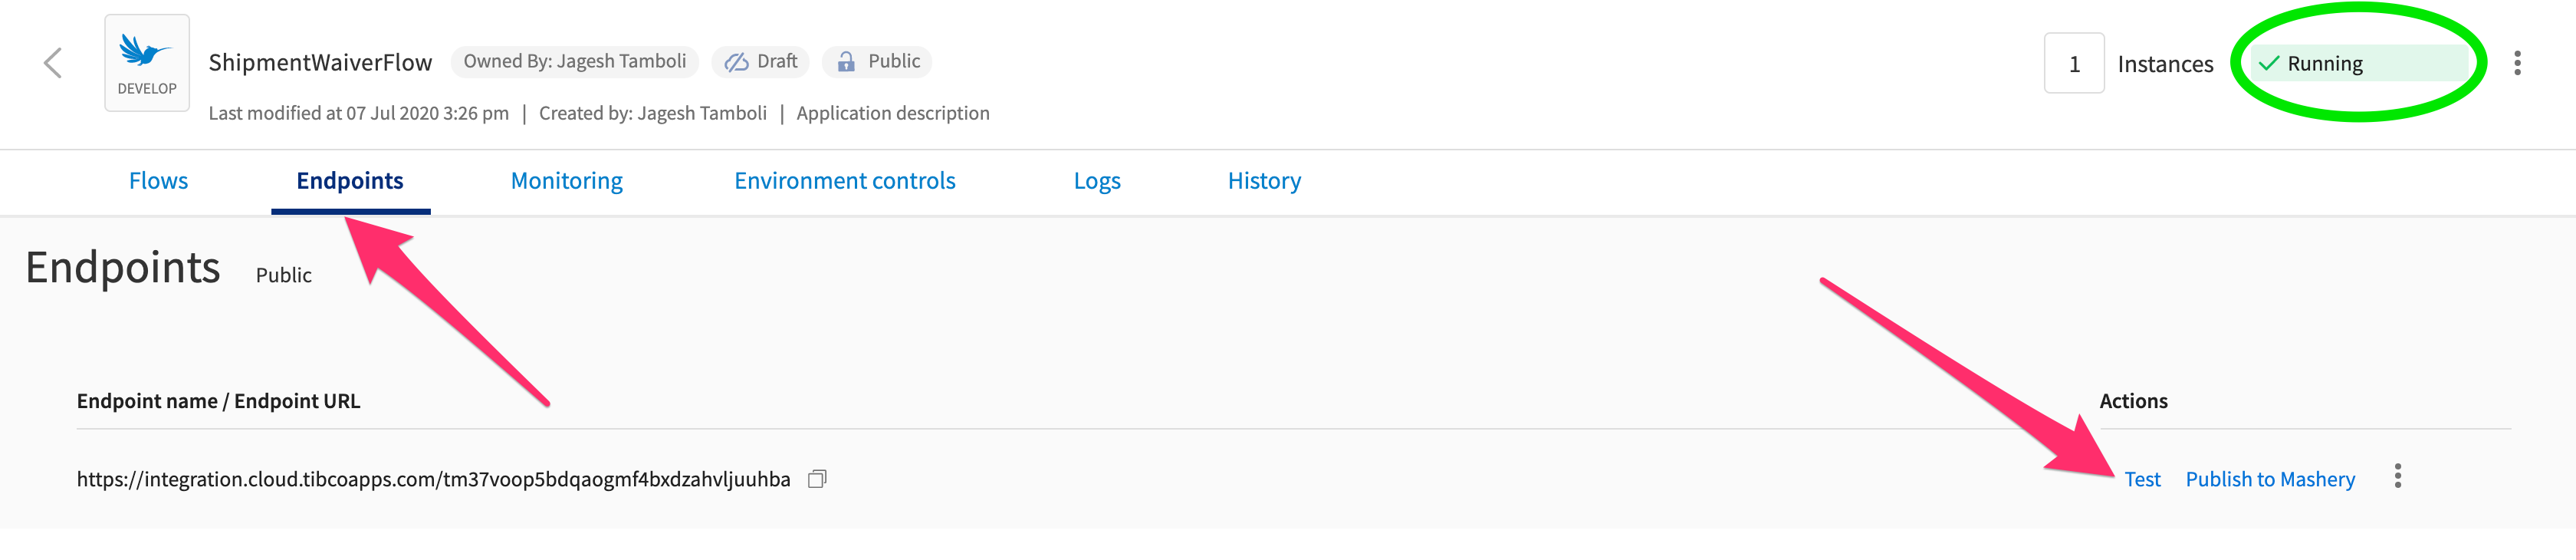 ShipmentWaiverFlow Owned By: Jagesh Tamboli Draft Public
DEVELOP
Last modified at 07 Jul 2020 3:26 pm | Created by: Jagesh Tamboli | Application description
1 Instances Running
Flows Endpoints Monitoring Environment controls Logs History
Endpoints Public
Endpoint name / Endpoint URL Actions
https://integration.cloud.tibcoapps.com/tm37voop5bdqaogmf4bxdzahvljuuhba Test Publish to Mashery